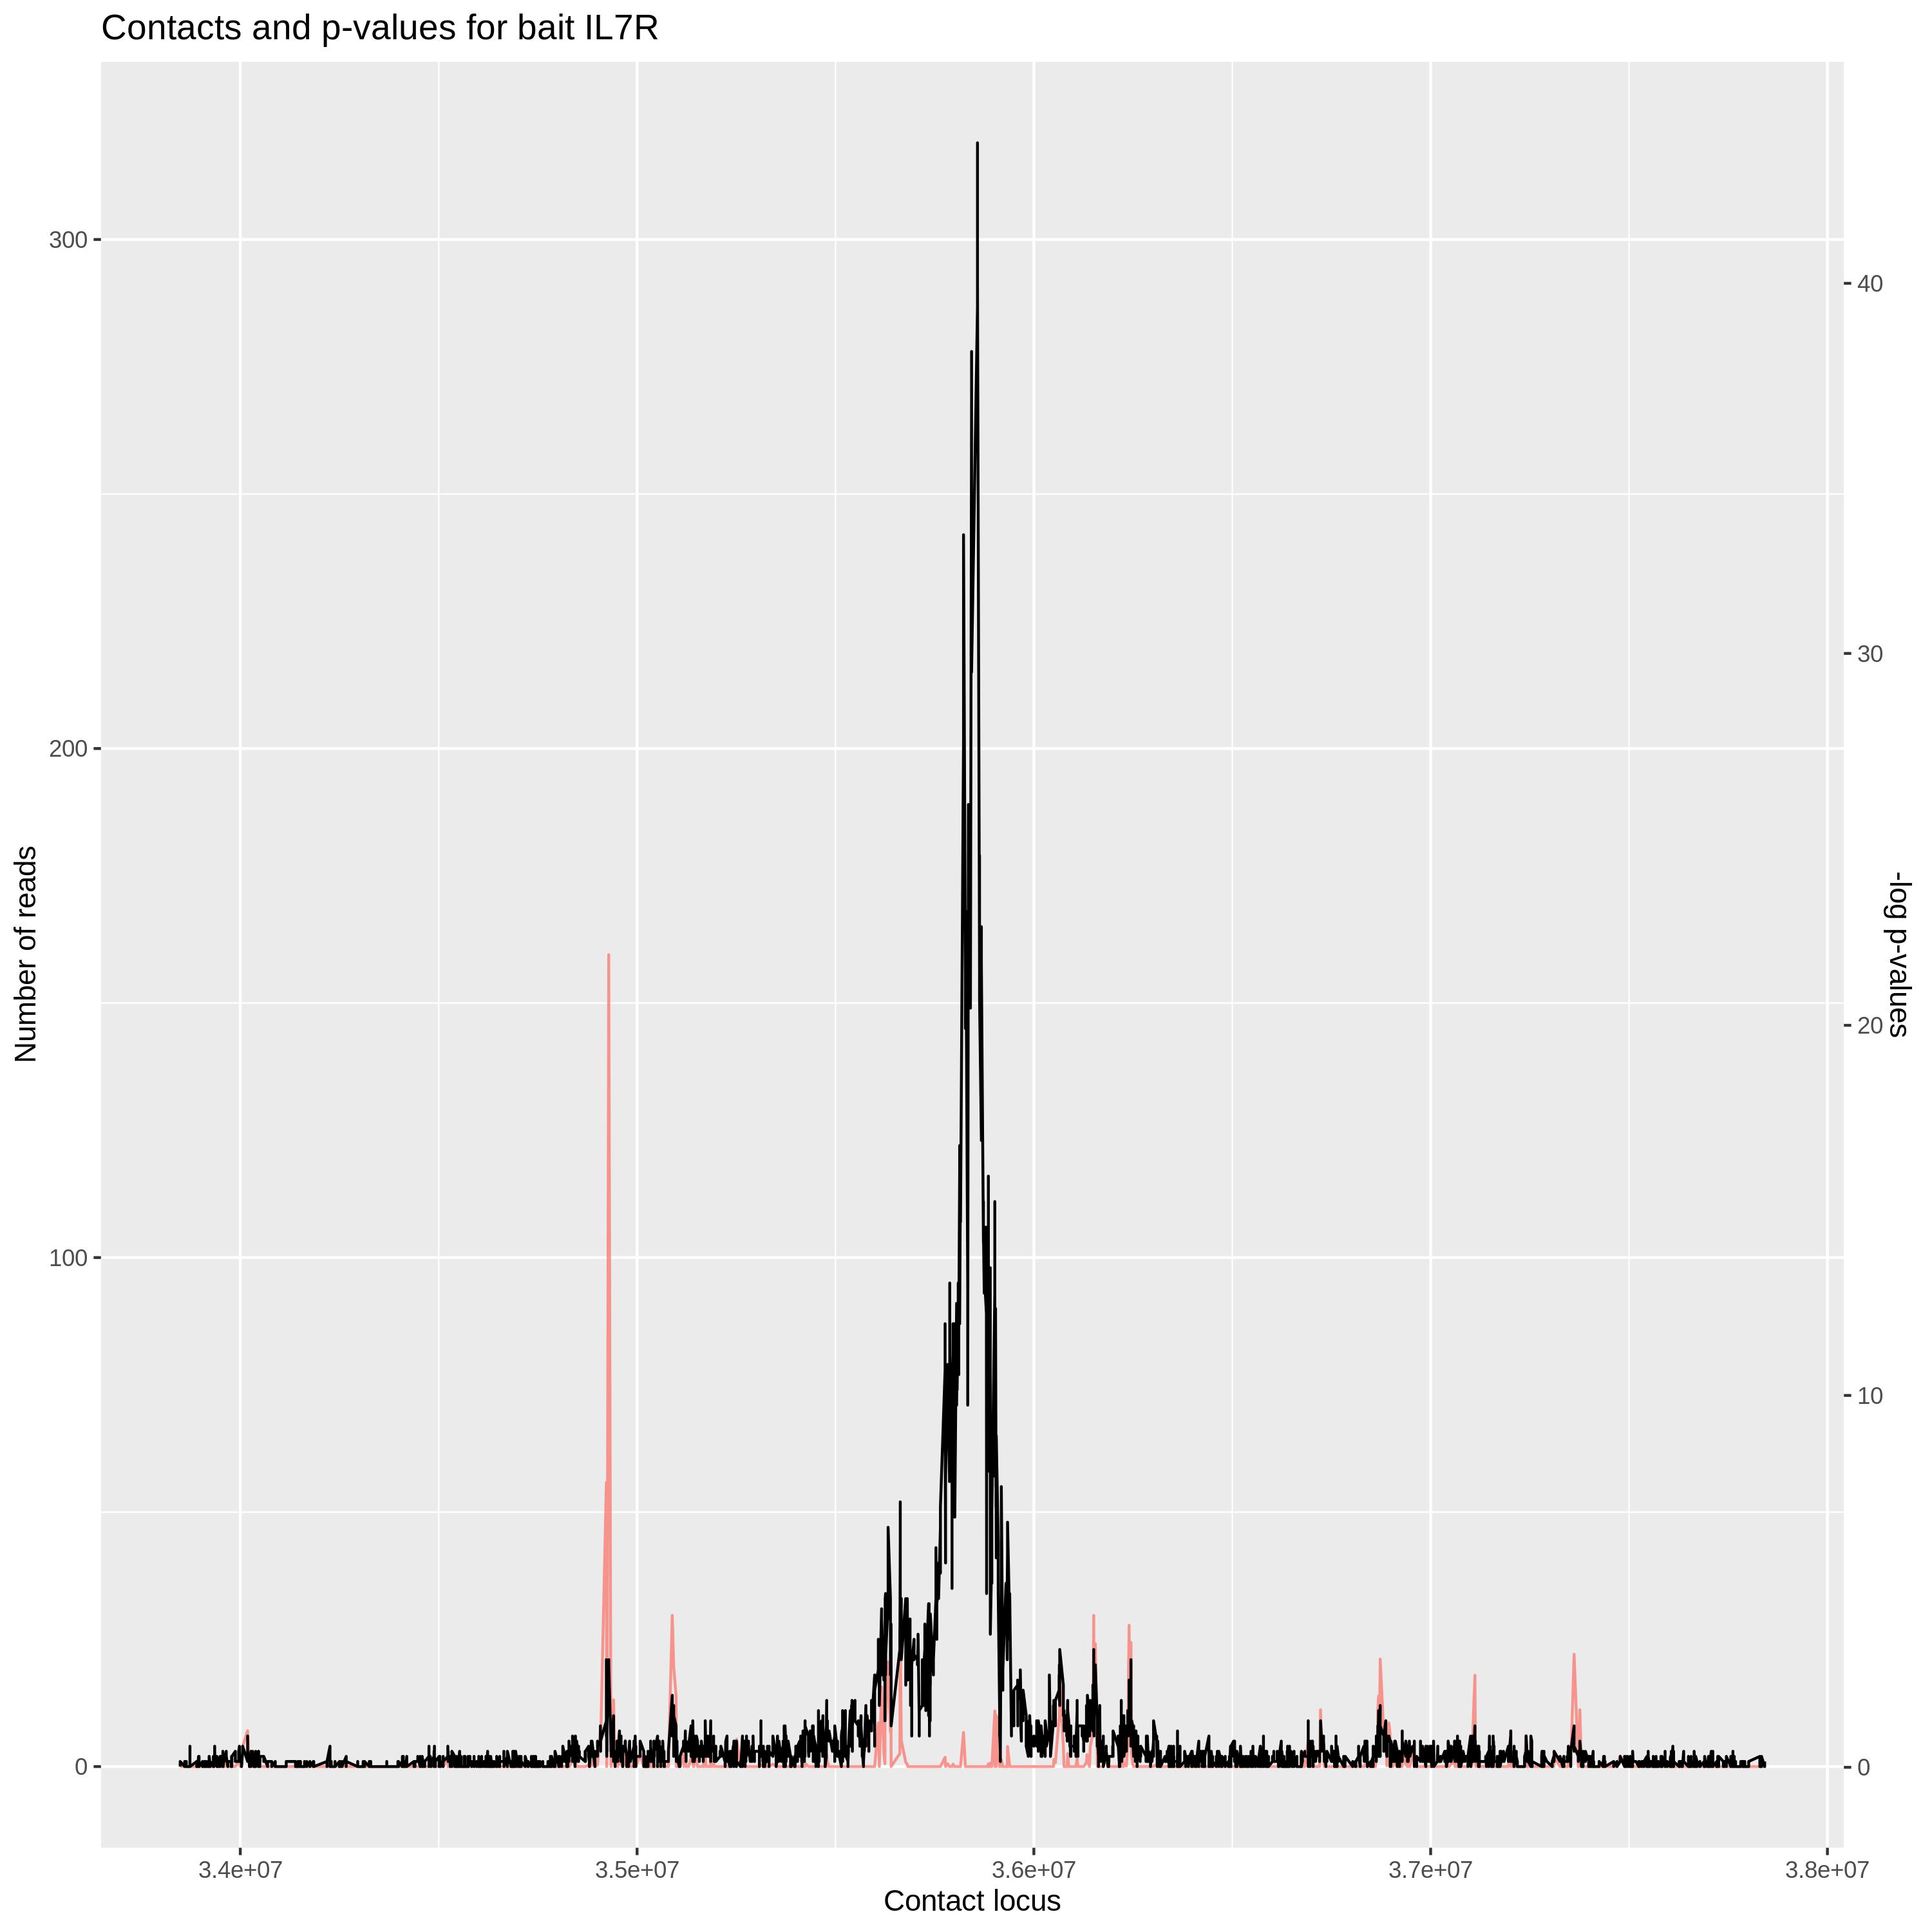 Contacts and p-values for bait IL7R
300
200
100
0
Number of reads
40
30
20
10
0
-log p-values
3.4e+07
3.5e+07
3.6e+07
3.7e+07
3.8e+07
Contact locus